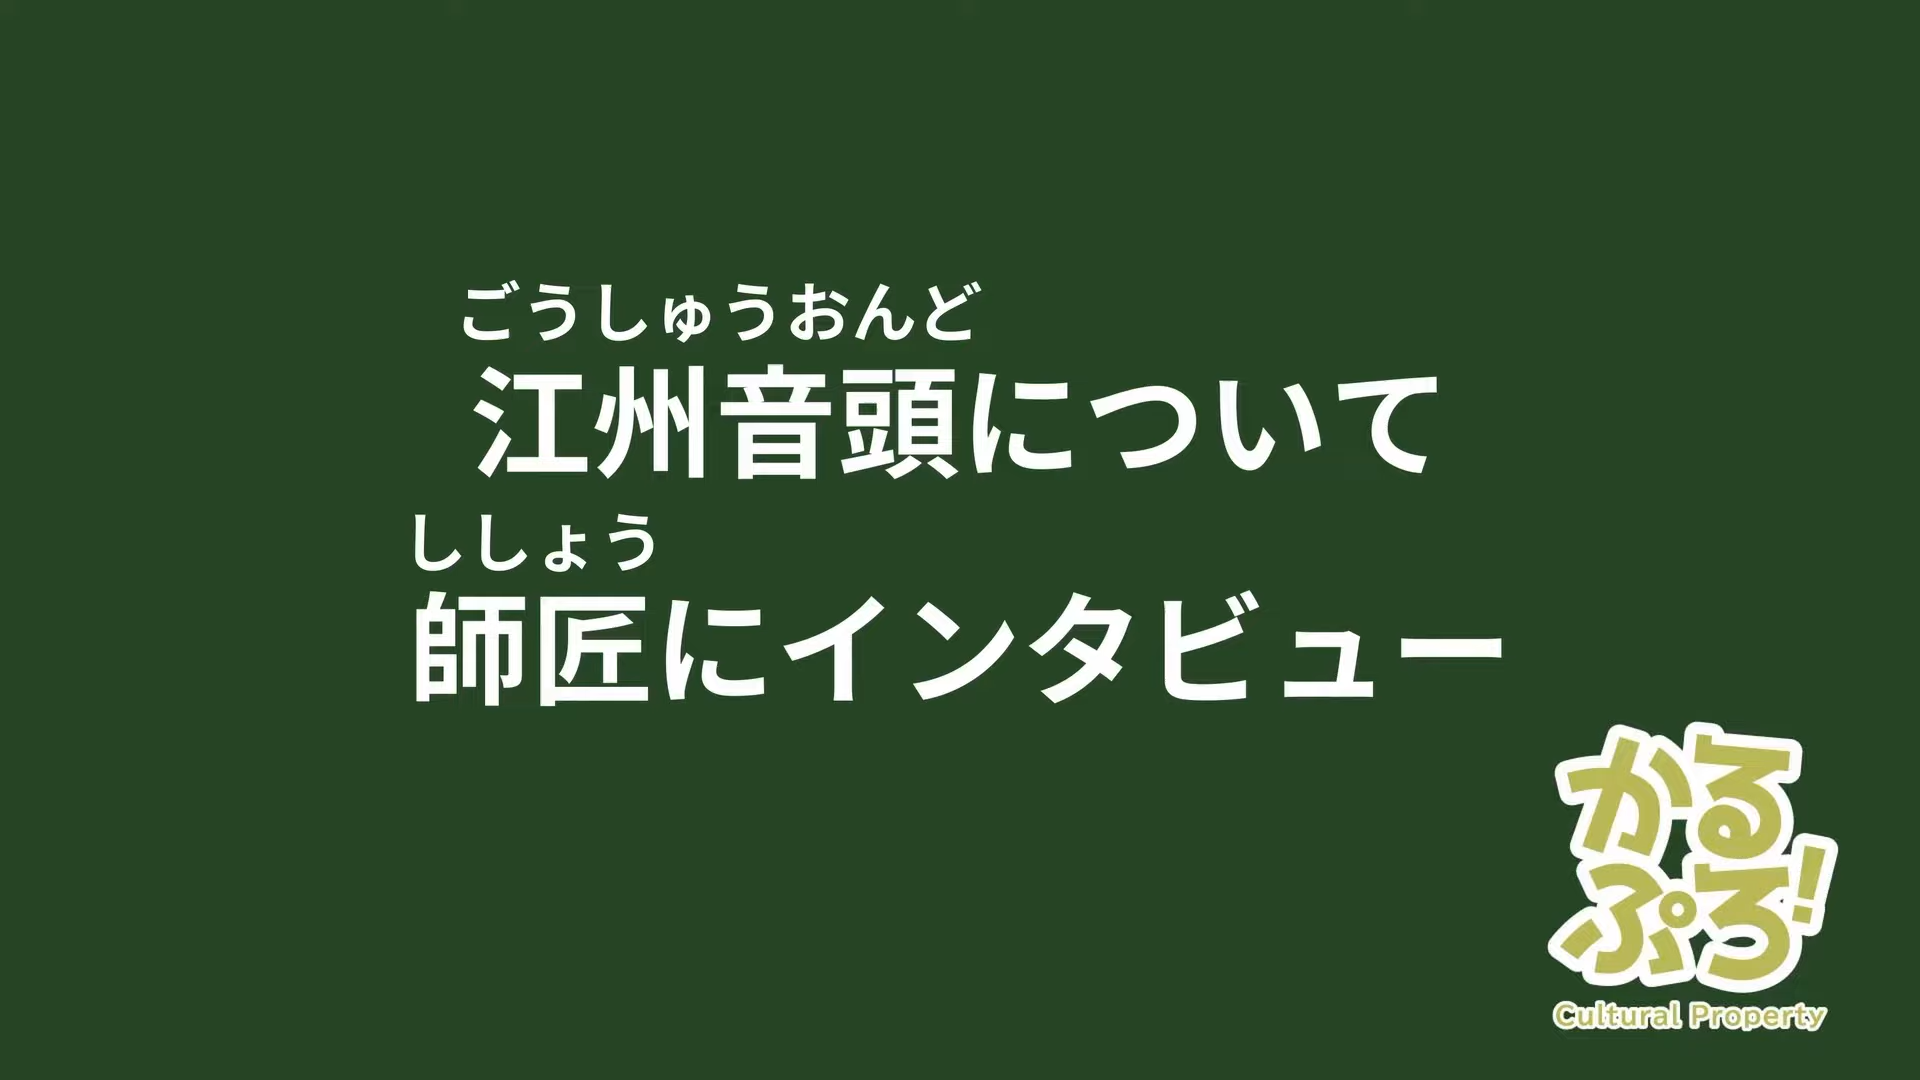 ごうしゅうおんど
江州音頭について
ししょう
師匠にインタビュー
かる
ぷろ!
Cultural Property